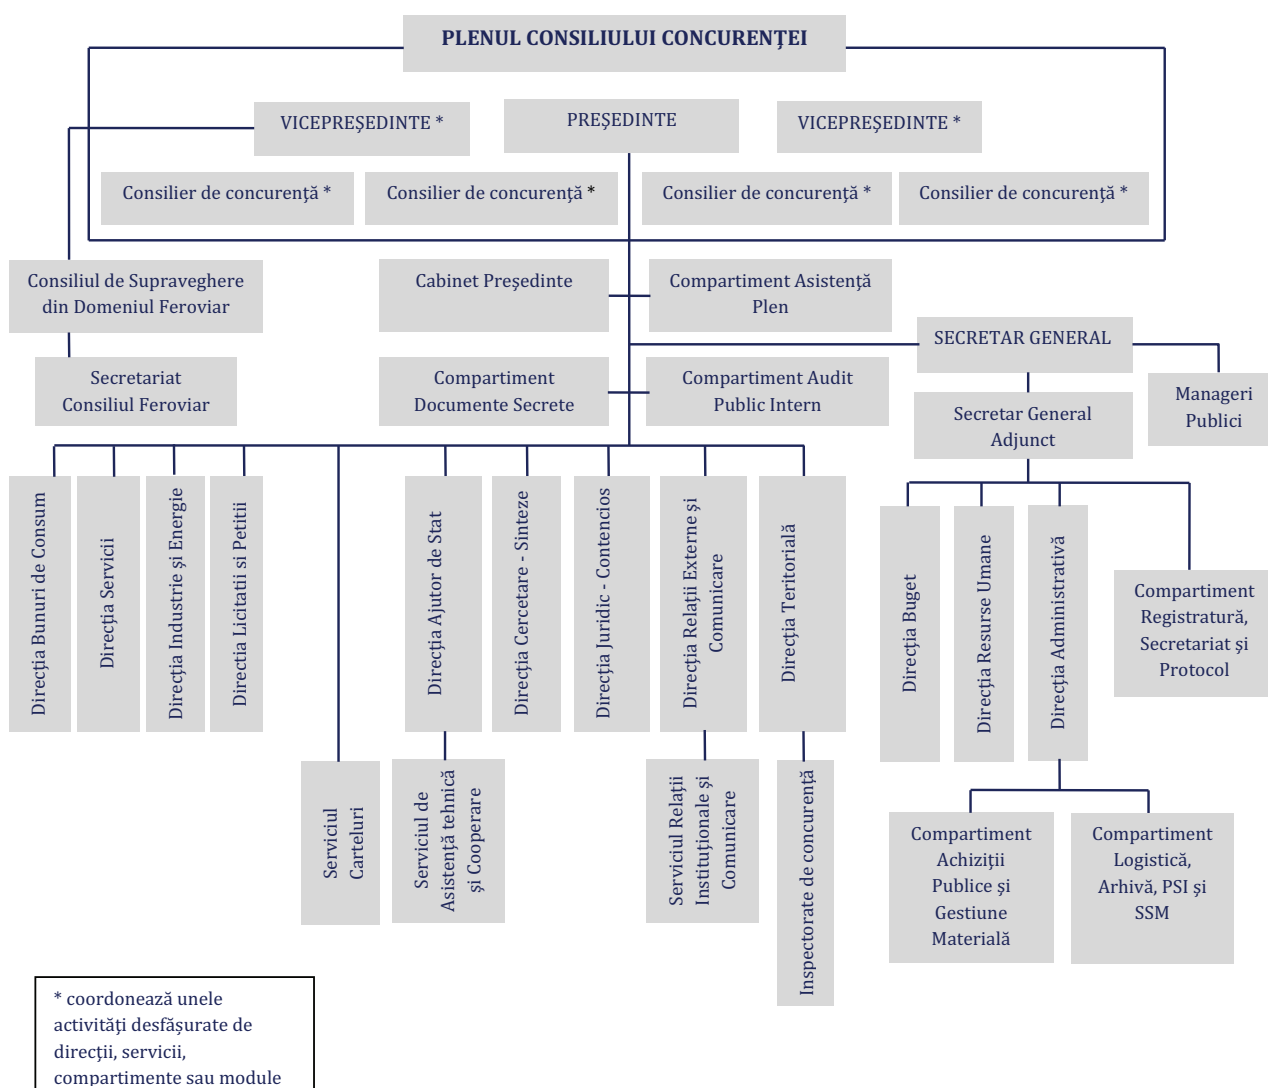 PLENUL CONSILIULUI CONCURENŢEI
VICEPREŞEDINTE *
PREŞEDINTE
VICEPREŞEDINTE *
Consilier de concurenţă *
Consilier de concurenţă *
Consilier de concurenţă *
Consilier de concurenţă *
Consiliul de Supraveghere
din Domeniul Feroviar
Cabinet Preşedinte
Compartiment Asistenţă
Plen
SECRETAR GENERAL
Secretariat
Consiliul Feroviar
Compartiment
Documente Secrete
Compartiment Audit
Public Intern
Secretar General
Adjunct
Manageri
Publici
Direcţia Bunuri de Consum
Direcţia Servicii
Direcţia Industrie şi Energie
Directia Licitatii si Petitii
Direcţia Ajutor de Stat
Direcţia Cercetare - Sinteze
Direcţia Juridic - Contencios
Direcţia Relaţii Externe şi
Comunicare
Direcţia Teritorială
Direcţia Buget
Direcţia Resurse Umane
Direcţia Administrativă
Compartiment
Registratură,
Secretariat şi
Protocol
Serviciul
Carteluri
Serviciul de
Asistenţă tehnică
şi Cooperare
Serviciul Relaţii
Instituţionale şi
Comunicare
Inspectorate de concurenţă
Compartiment
Achiziţii
Publice şi
Gestiune
Materială
Compartiment
Logistică,
Arhivă, PSI şi
SSM
* coordonează unele
activităţi desfăşurate de
direcţii, servicii,
compartimente sau module